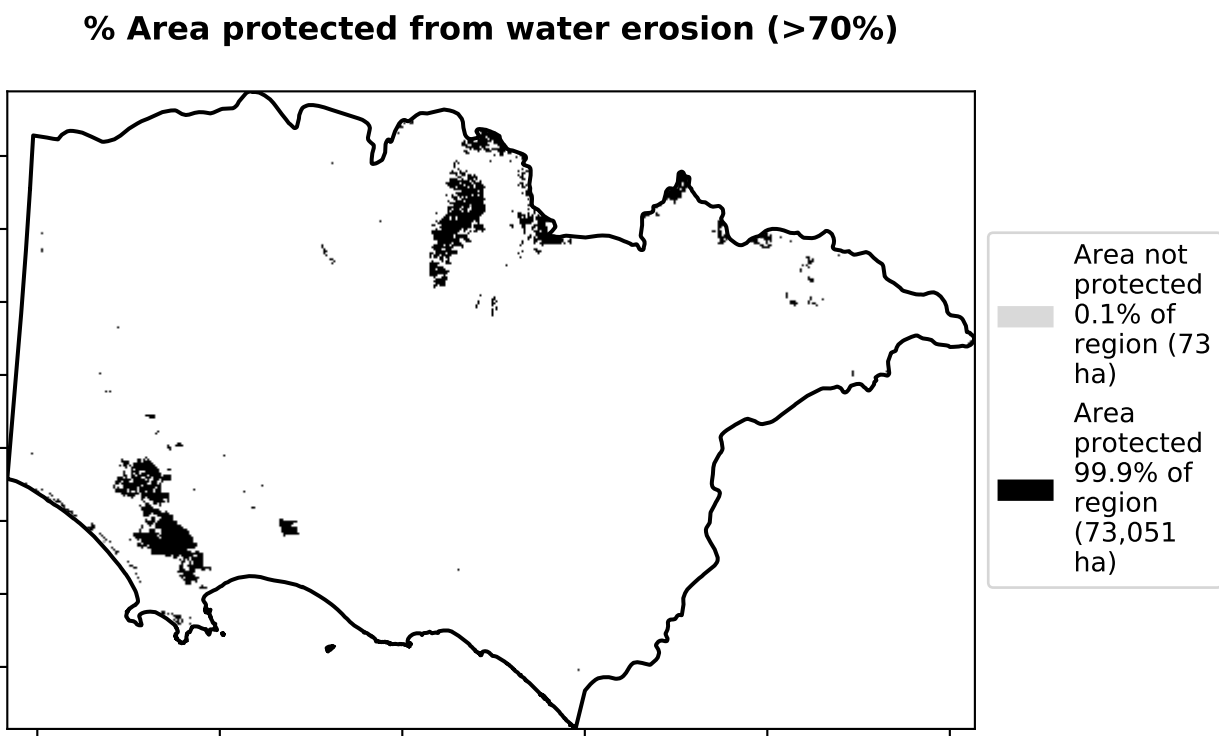 % Area protected from water erosion (>70%)
Area not
protected
0.1% of
region (73
ha)
Area
protected
99.9% of
region
(73,051
ha)